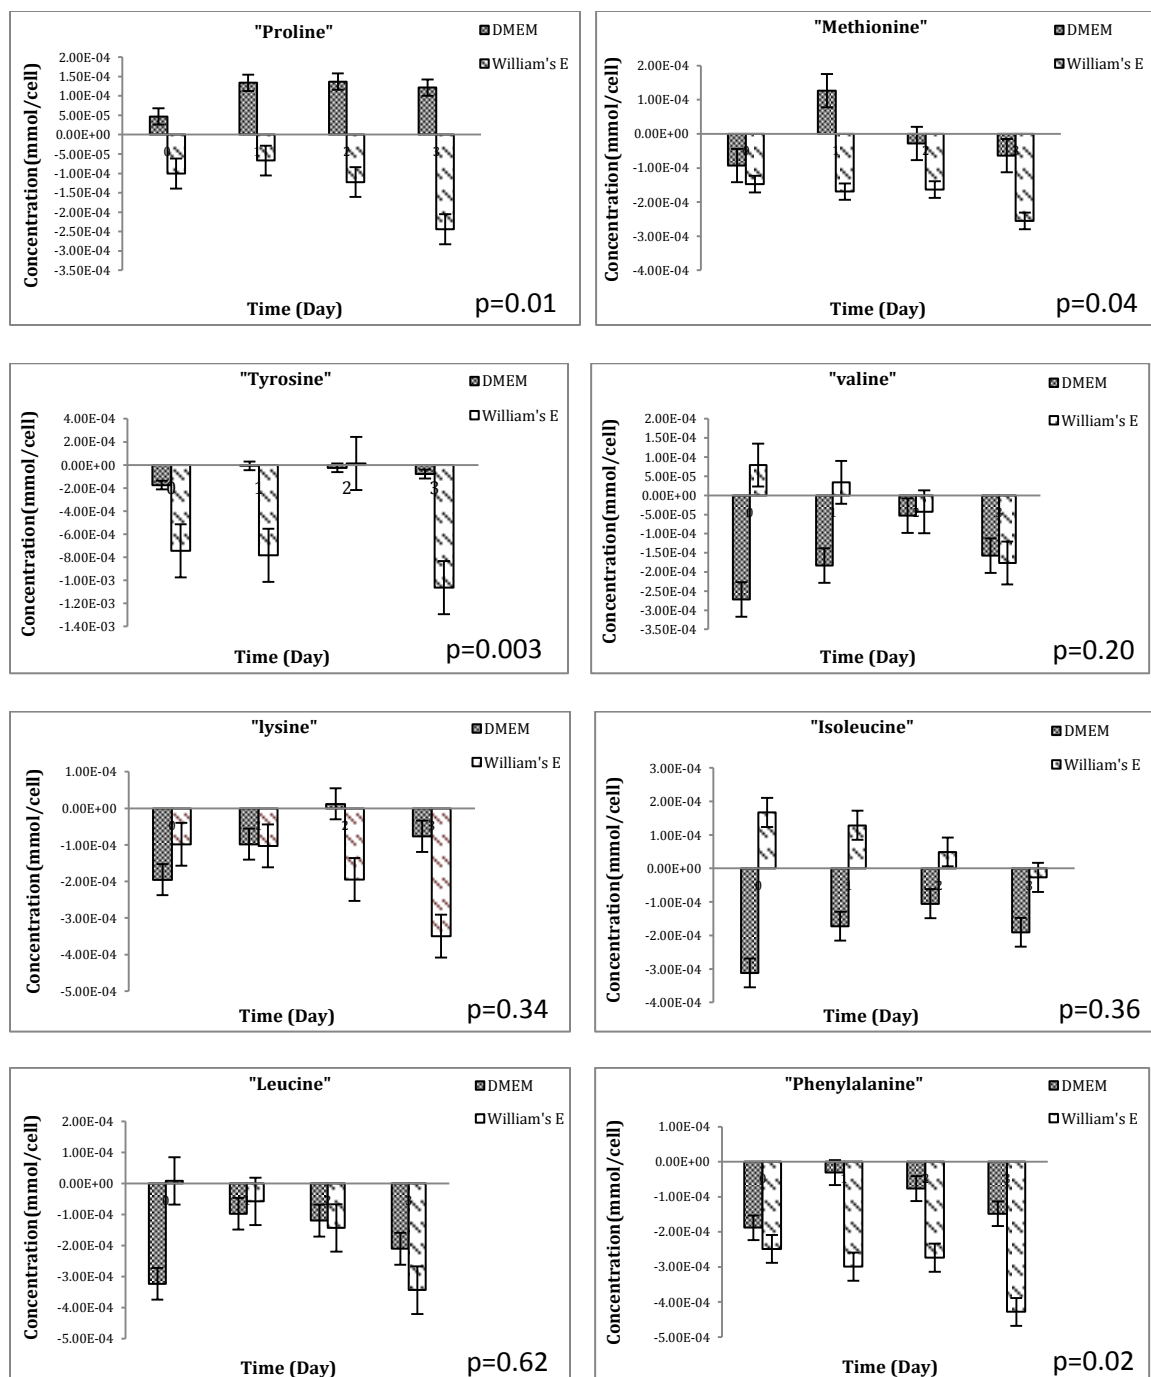 "Proline"
DMEM
William's E
Concentration(mmol/cell)
2.00E-04
1.50E-04
1.00E-04
5.00E-05
0.00E+00
-5.00E-05
-1.00E-04
-1.50E-04
-2.00E-04
-2.50E-04
-3.00E-04
-3.50E-04
0
1
2
3
Time (Day)
p=0.01
"Methionine"
DMEM
William's E
Concentration(mmol/cell)
2.00E-04
1.00E-04
0.00E+00
-1.00E-04
-2.00E-04
-3.00E-04
-4.00E-04
0
1
2
3
Time (Day)
p=0.04
"Tyrosine"
DMEM
William's E
Concentration(mmol/cell)
4.00E-04
2.00E-04
0.00E+00
-2.00E-04
-4.00E-04
-6.00E-04
-8.00E-04
-1.00E-03
-1.20E-03
-1.40E-03
0
1
2
3
Time (Day)
p=0.003
"valine"
DMEM
William's E
Concentration(mmol/cell)
2.00E-04
1.50E-04
1.00E-04
5.00E-05
0.00E+00
-5.00E-05
-1.00E-04
-1.50E-04
-2.00E-04
-2.50E-04
-3.00E-04
-3.50E-04
0
1
Time (Day)
p=0.20
"lysine"
DMEM
William's E
Concentration(mmol/cell)
1.00E-04
0.00E+00
-1.00E-04
-2.00E-04
-3.00E-04
-4.00E-04
-5.00E-04
0
1
2
3
Time (Day)
p=0.34
"Isoleucine"
DMEM
William's E
Concentration(mmol/cell)
3.00E-04
2.00E-04
1.00E-04
0.00E+00
-1.00E-04
-2.00E-04
-3.00E-04
-4.00E-04
0
1
2
3
Time (Day)
p=0.36
"Leucine"
DMEM
William's E
Concentration(mmol/cell)
2.00E-04
1.00E-04
0.00E+00
-1.00E-04
-2.00E-04
-3.00E-04
-4.00E-04
-5.00E-04
0
1
2
3
Time (Day)
p=0.62
"Phenylalanine"
DMEM
William's E
Concentration(mmol/cell)
1.00E-04
0.00E+00
-1.00E-04
-2.00E-04
-3.00E-04
-4.00E-04
-5.00E-04
0
1
2
Time (Day)
p=0.02